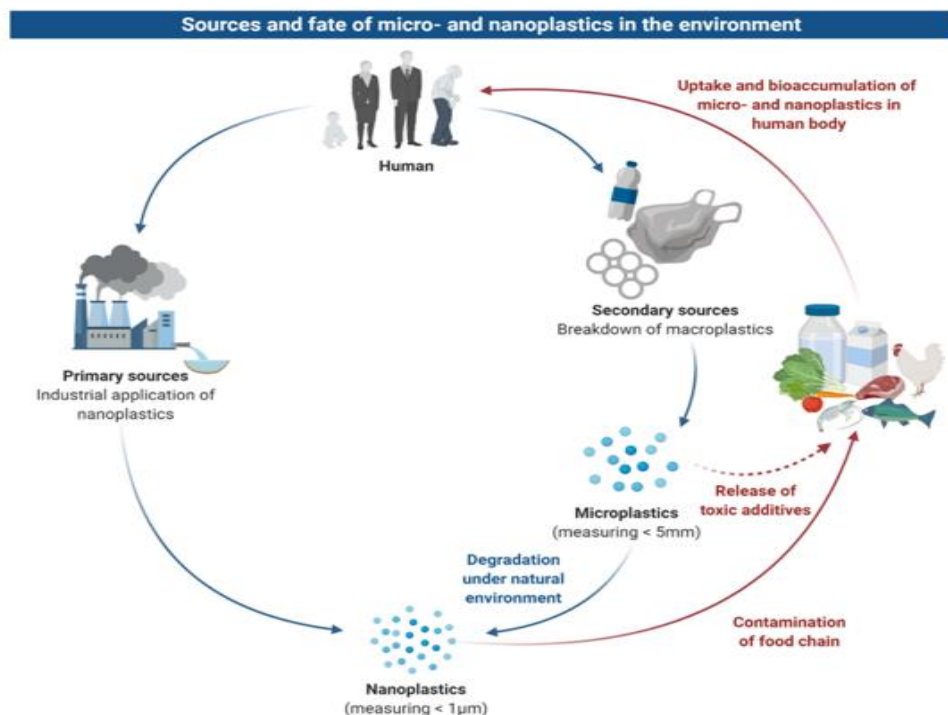 Sources and fate of micro- and nanoplastics in the environment
Human
Uptake and bioaccumulation of
micro- and nanoplastics in
human body
Secondary sources
Breakdown of macroplastics
Primary sources
Industrial application of
nanoplastics
Microplastics
(measuring < 5mm)
Release of
toxic additives
Degradation
under natural
environment
Contamination
of food chain
Nanoplastics
(measuring < 1μm)